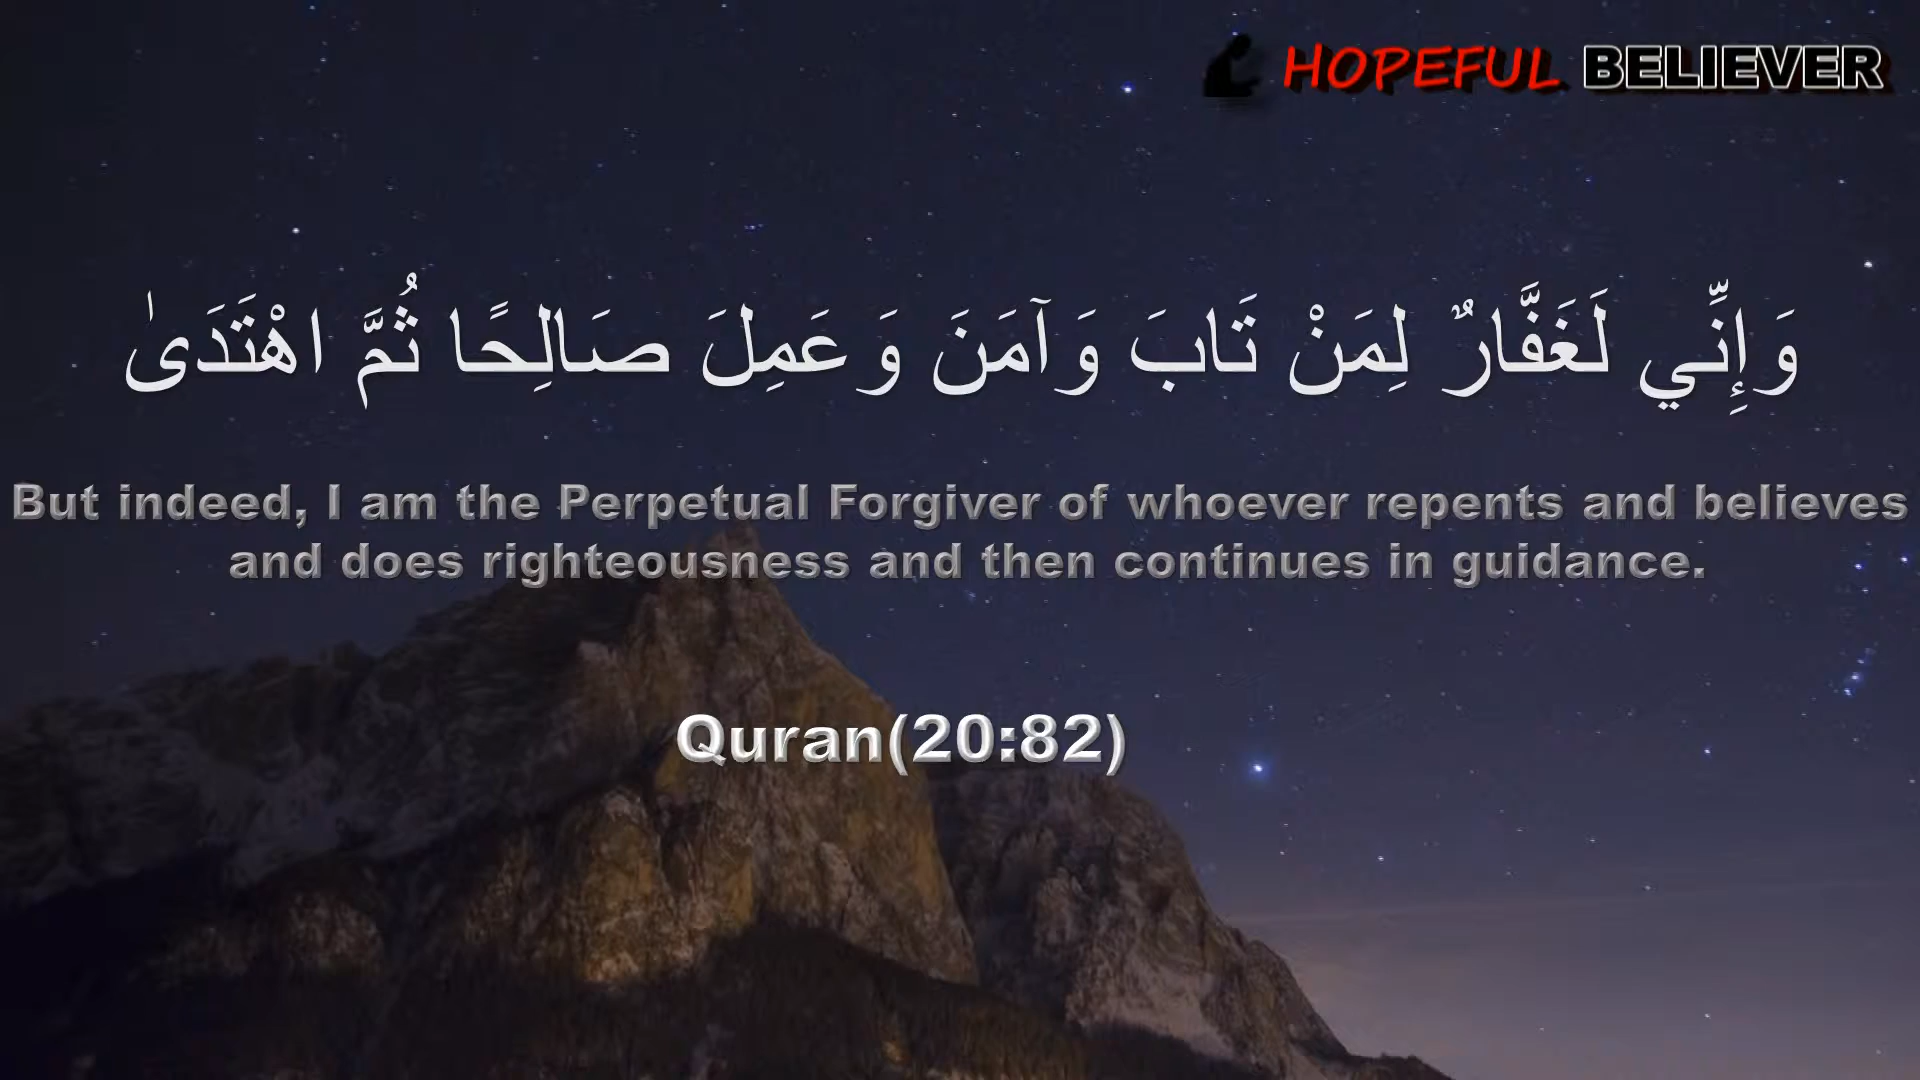 HOPEFUL BELIEVER
وَإِنِّي لَغَفَّارٌ لِمَنْ تَابَ وَآمَنَ وَعَمِلَ صَالِحًا ثُمَّ اهْتَدَىٰ
But indeed, I am the Perpetual Forgiver of whoever repents and believes
and does righteousness and then continues in guidance.
Quran(20:82)